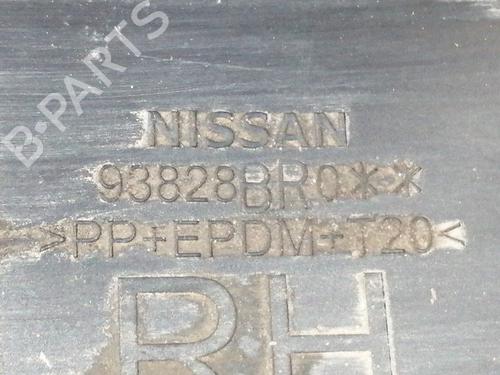 B-PARTS
NISSAN
93828BR0**
>PP+EPDM+T20<
RH